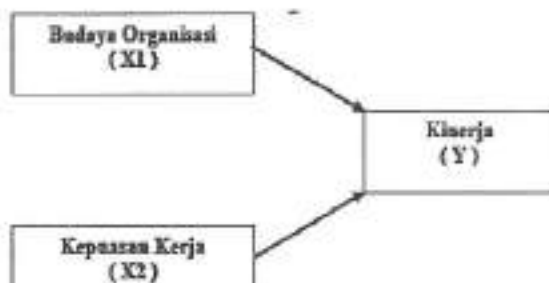 Budaya Organisasi
( X1 )
Kinerja
( Y )
Kepuasan Kerja
( X2 )